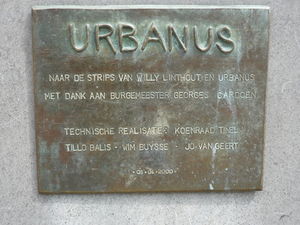 URBANUS
NAAR DE STRIPS VAN WILLY LINTHOUT EN URBANUS
MET DANK AAN BURGEMEESTER GEORGES CARDOEN
TECHNISCHE REALISATIE KOENRAAD TINEL
TILLO BALIS · WIM BUYSSE · JO VAN GEERT